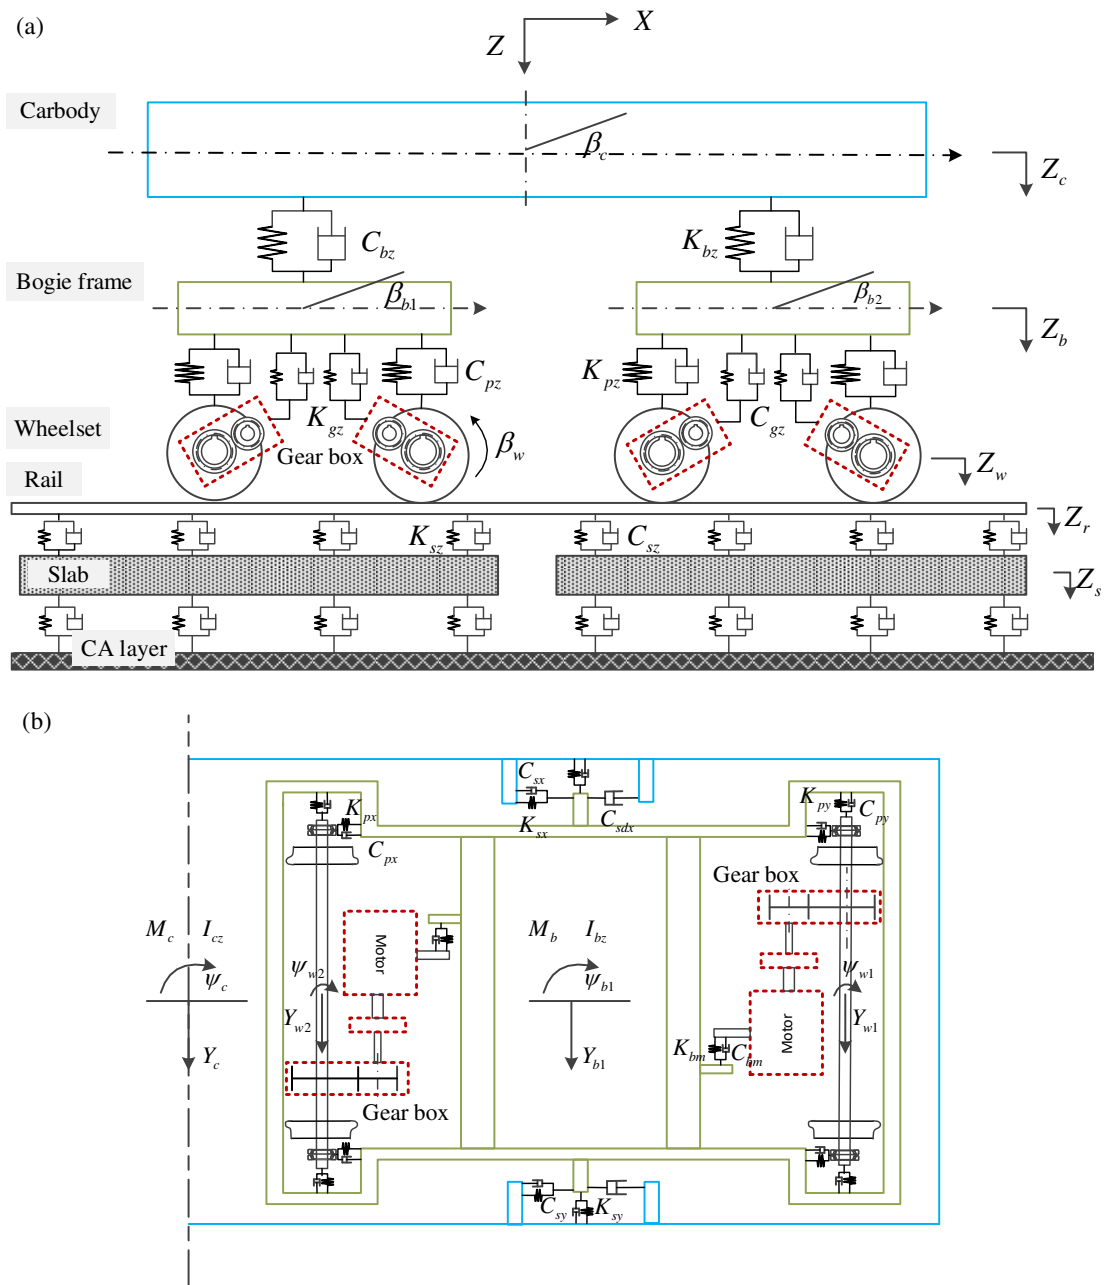 (a)
X
Z
Carbody
β_c
Z_c
C_bz
K_bz
Bogie frame
β_b1
β_b2
Z_b
C_pz
K_pz
K_gz
C_gz
Wheelset
Gear box
β_w
Z_w
Rail
Z_r
K_sz
C_sz
Slab
Z_s
CA layer
(b)
C_sx
K_px
K_sx
C_sdx
K_py
C_py
C_px
Gear box
M_c I_cz
Motor
M_b I_bz
ψ_c
ψ_w2
ψ_b1
ψ_w1
Y_w2
Y_w1
Motor
Y_c
Y_b1
K_bm
C_bm
Gear box
C_sy
K_sy